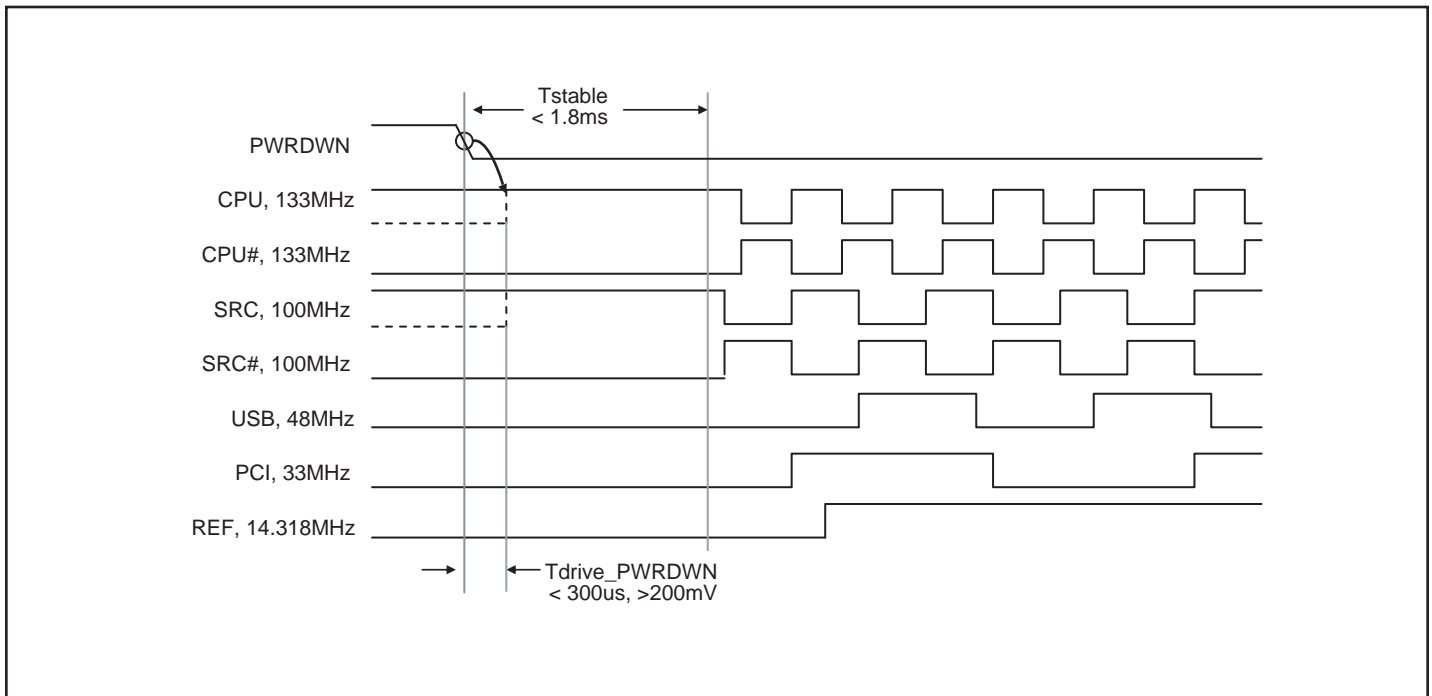 Tstable
< 1.8ms
PWRDWN
CPU, 133MHz
CPU#, 133MHz
SRC, 100MHz
SRC#, 100MHz
USB, 48MHz
PCI, 33MHz
REF, 14.318MHz
Tdrive_PWRDWN
< 300us, >200mV